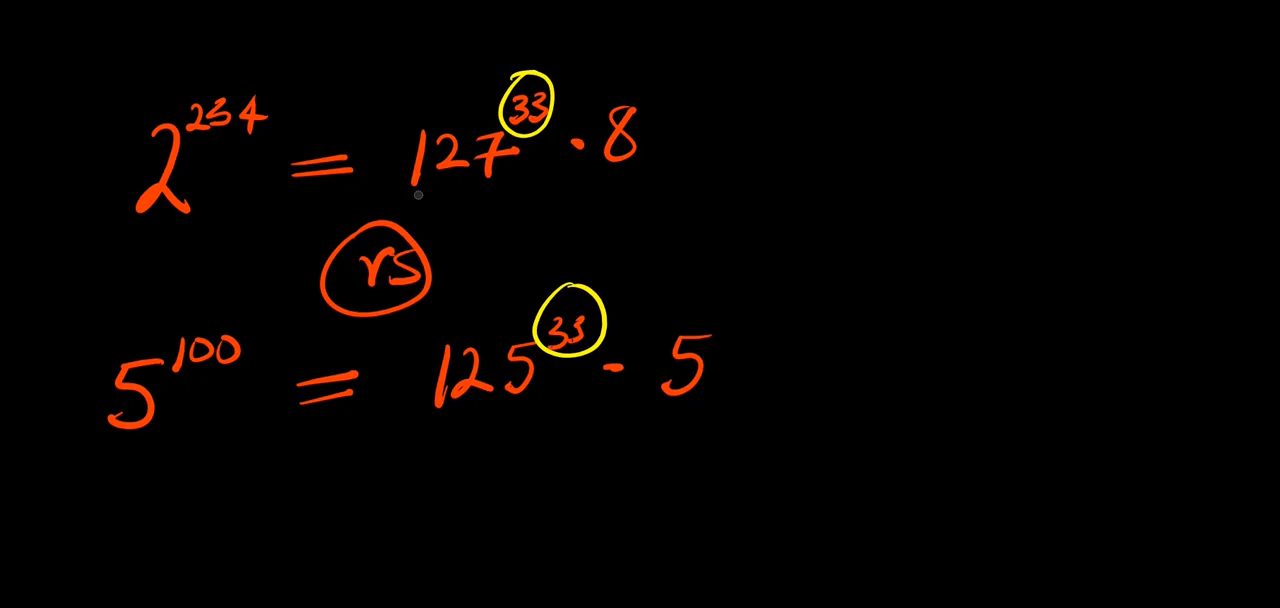 2^234 = 127^33 · 8
vs
5^100 = 125^33 · 5